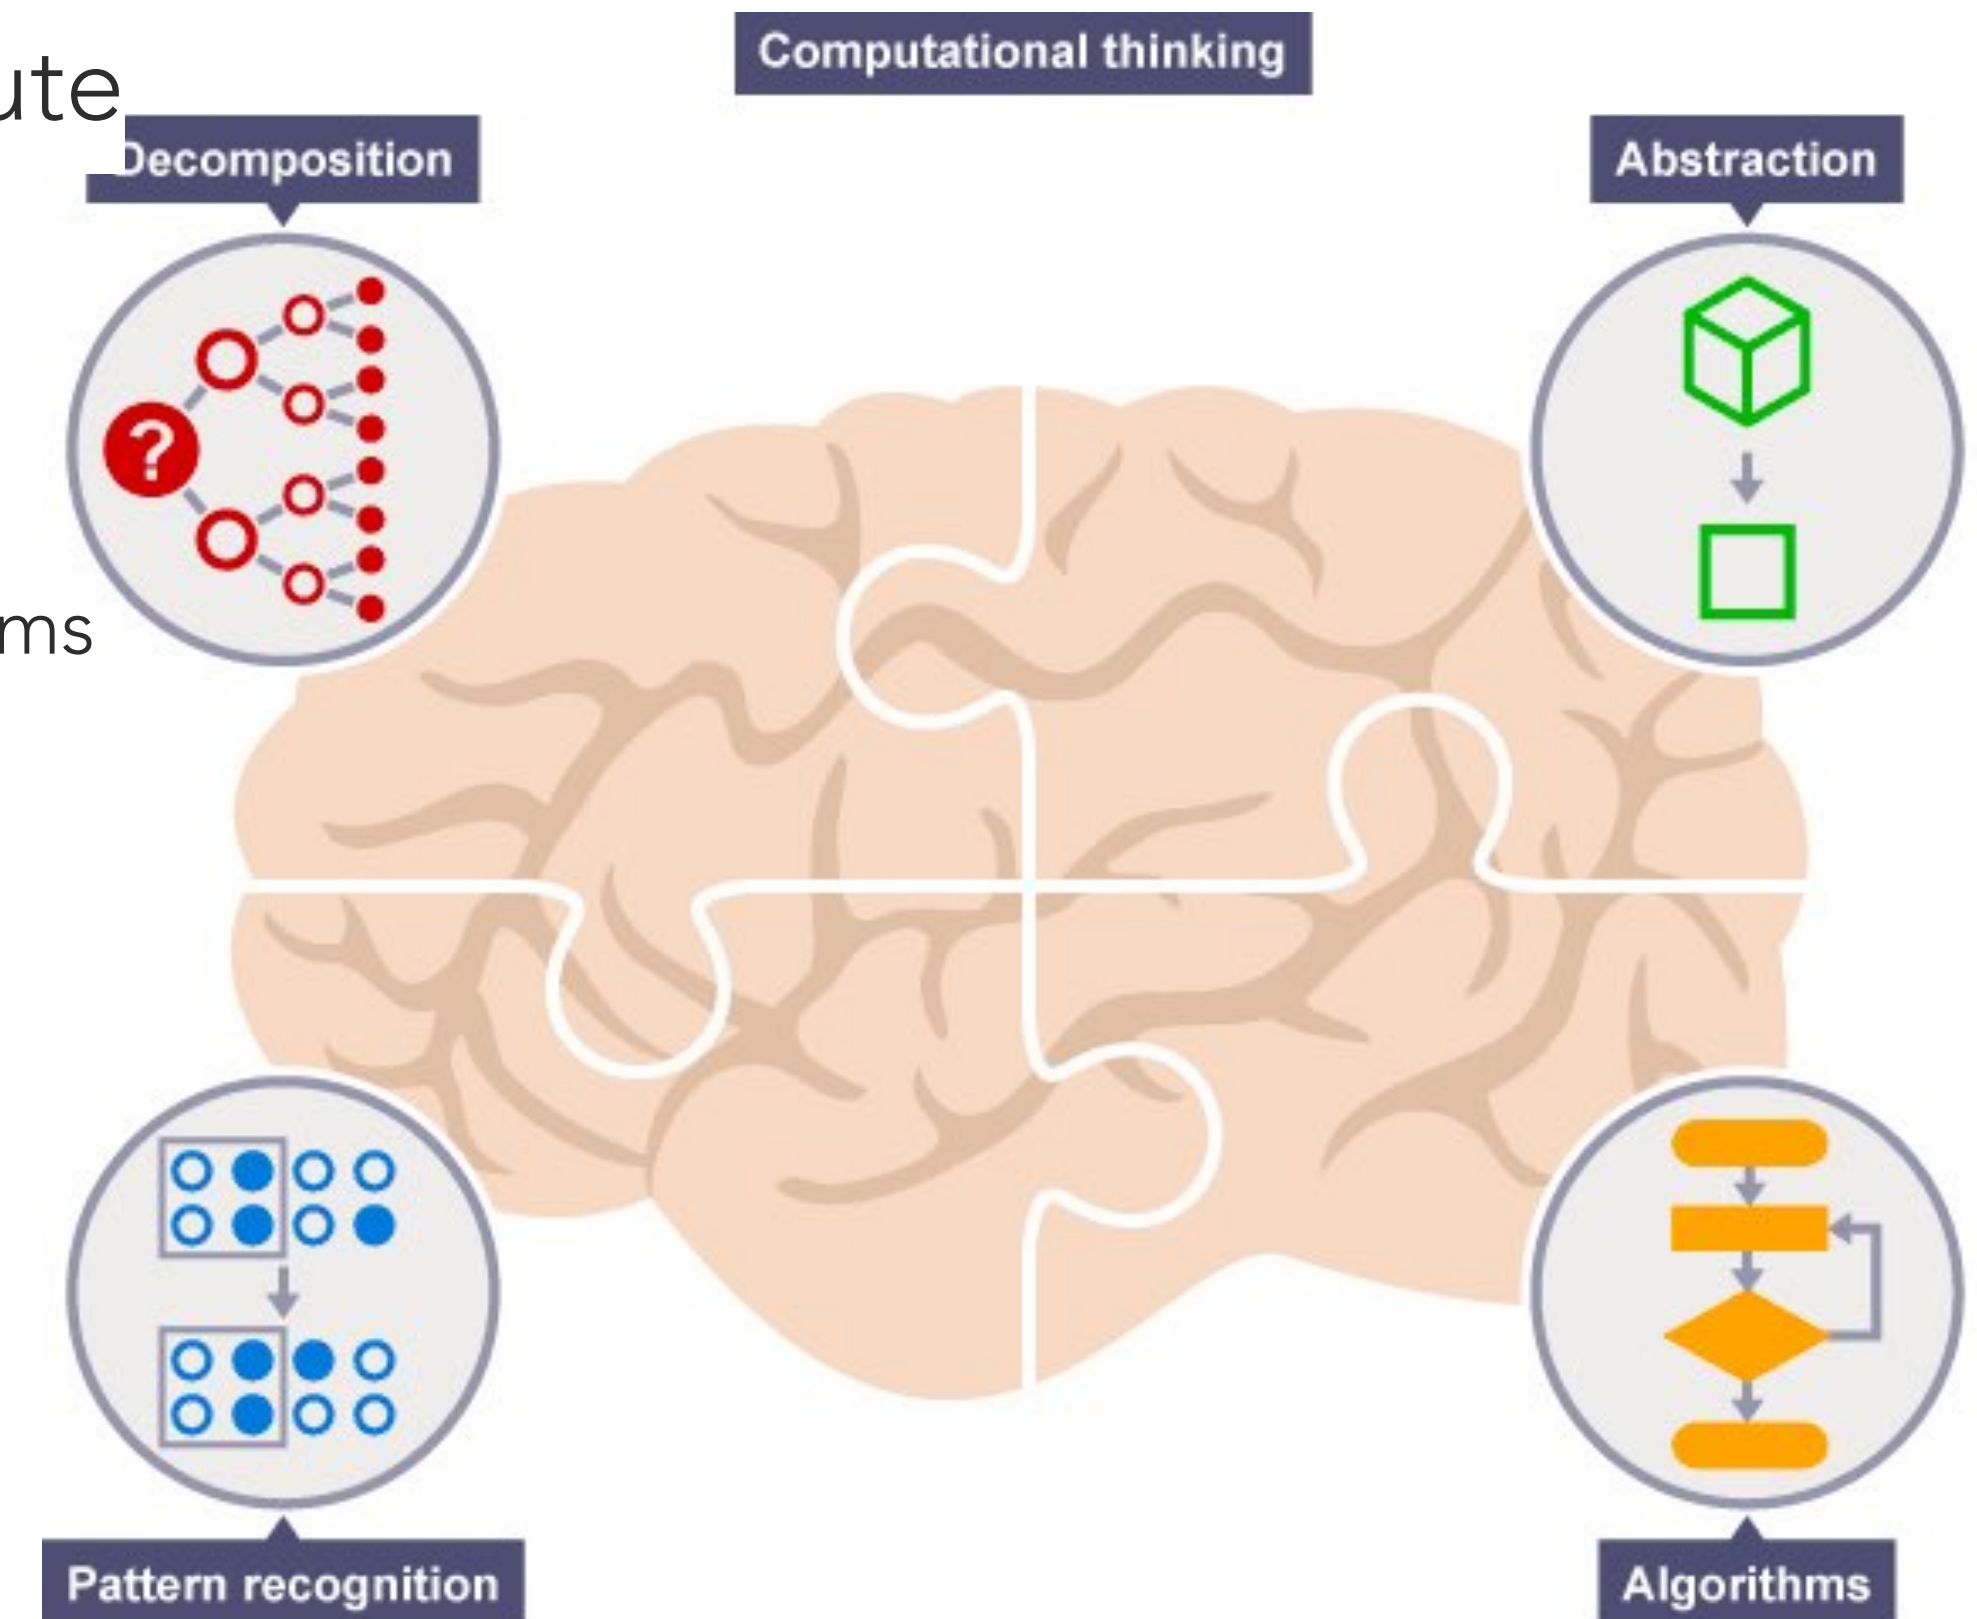 Computational thinking
ute
Decomposition
Abstraction
?
ms
Pattern recognition
Algorithms